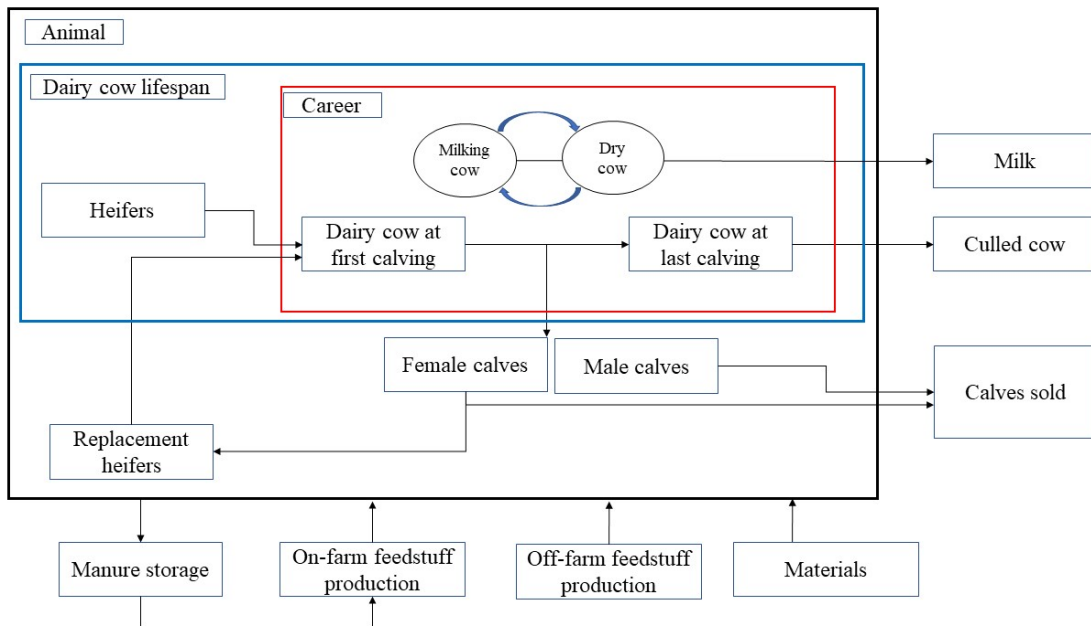 Animal
Dairy cow lifespan
Career
Milking
cow
Dry
cow
Milk
Heifers
Dairy cow at
first calving
Dairy cow at
last calving
Culled cow
Female calves
Male calves
Calves sold
Replacement
heifers
Manure storage
On-farm feedstuff
production
Off-farm feedstuff
production
Materials